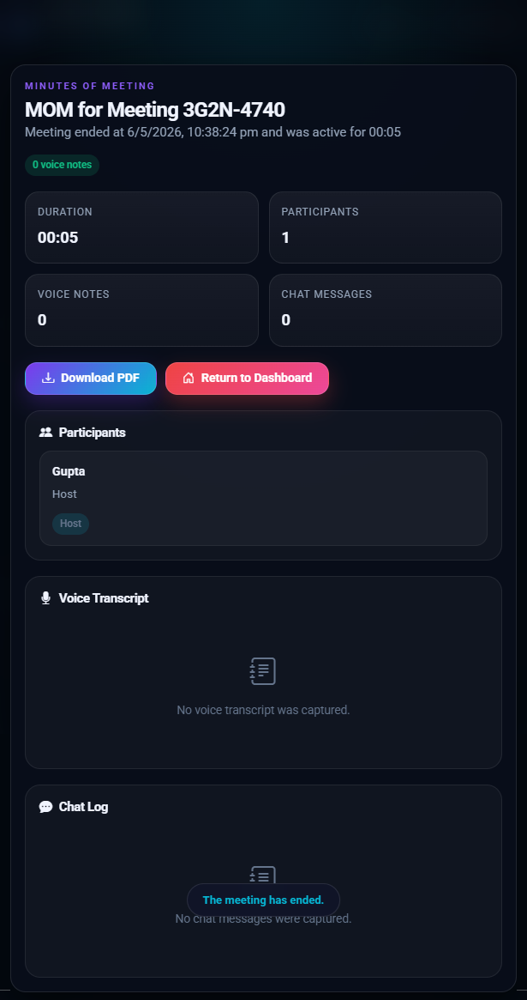 MINUTES OF MEETING
MOM for Meeting 3G2N-4740
Meeting ended at 6/5/2026, 10:38:24 pm and was active for 00:05
0 voice notes
DURATION
00:05
PARTICIPANTS
1
VOICE NOTES
0
CHAT MESSAGES
0
Download PDF
Return to Dashboard
Participants
Gupta
Host
Host
Voice Transcript
No voice transcript was captured.
Chat Log
The meeting has ended.
No chat messages were captured.